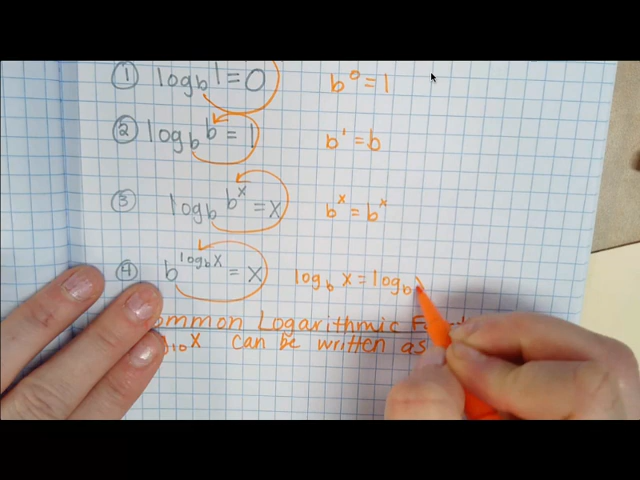 ① log_b 1 = 0 b^0 = 1
② log_b b = 1 b^1 = b
③ log_b b^x = x b^x = b^x
④ b^{log_b x} = x log_b x = log_b
ommon Logarithmic
10 x can be written as